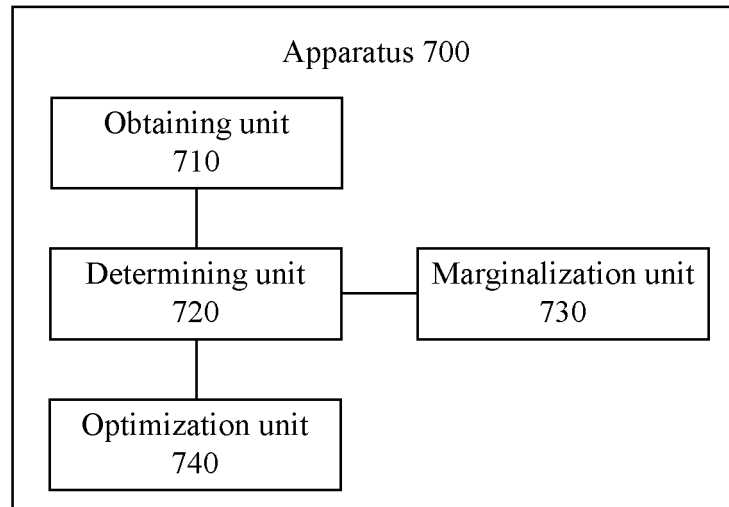 Apparatus 700
Obtaining unit
710
Determining unit
720
Marginalization unit
730
Optimization unit
740